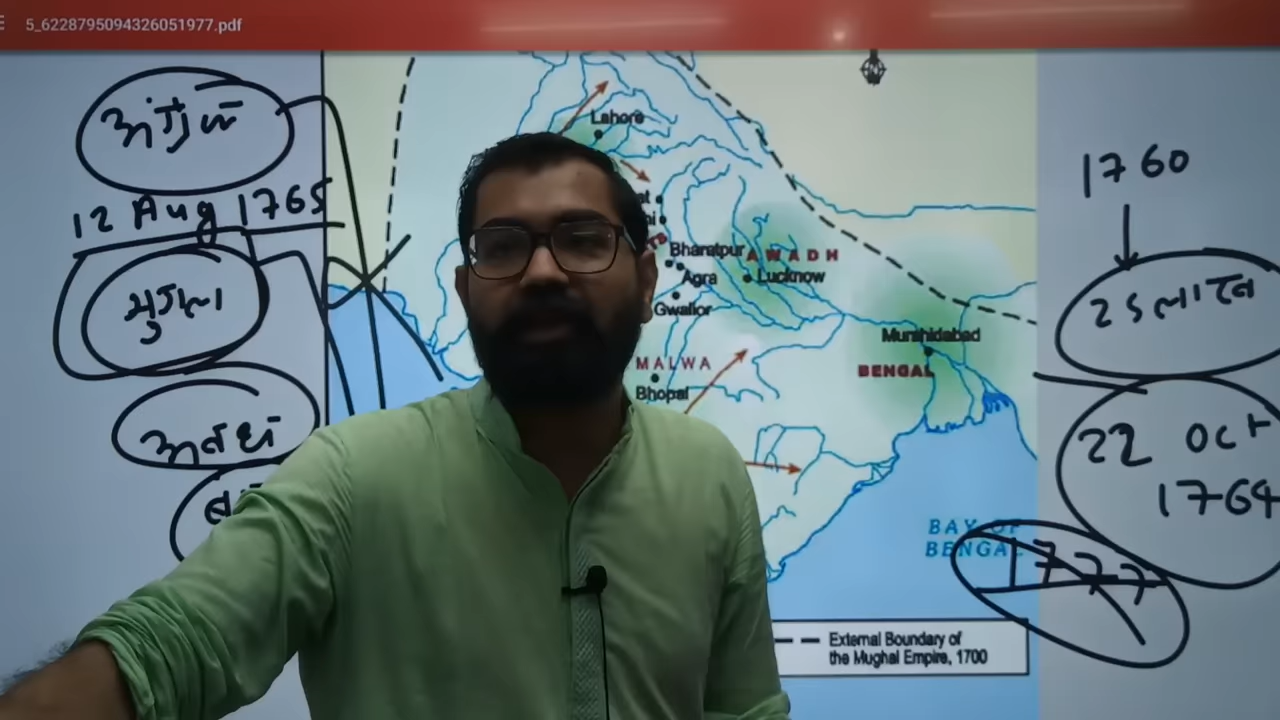 5_6228795094326051977.pdf
अंग्रेज
12 Aug 1765
मुगल
अवध
Lahore
Bharatpur
AWADH
Agra
Lucknow
Gwalior
Murshidabad
MALWA
BENGAL
Bhopal
BAY OF
BENGAL
External Boundary of
the Mughal Empire, 1700
1760
22 Oct
1764
1777